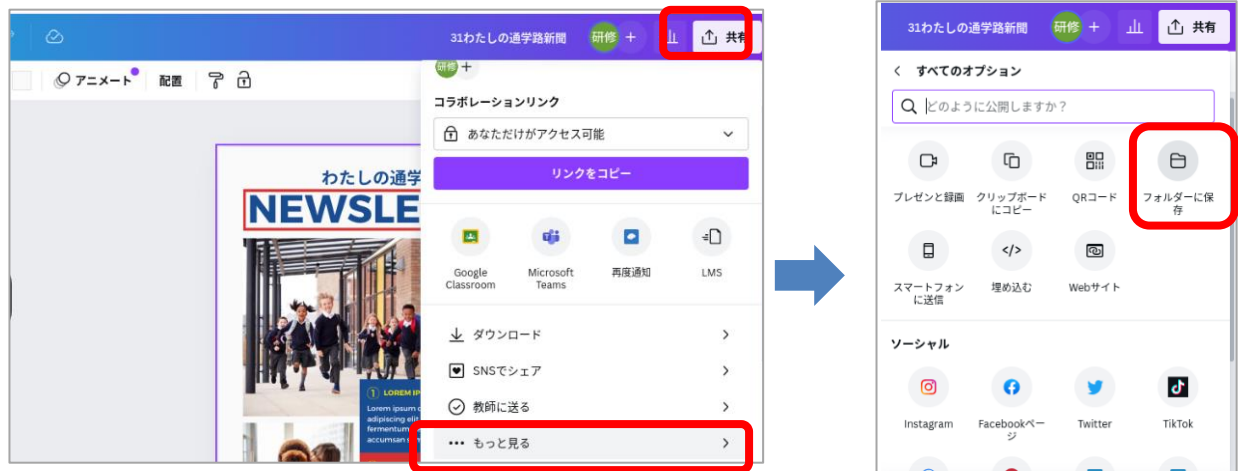 31わたしの通学路新聞
研修 +
共有
アニメート 配置
研修 +
コラボレーションリンク
あなただけがアクセス可能
リンクをコピー
わたしの通学
NEWSLE
Google Classroom
Microsoft Teams
再度通知
LMS
ダウンロード
SNSでシェア
教師に送る
もっと見る
1 LOREM IP
Lorem ipsum
adipiscing elit
fermentum
accumsan
31わたしの通学路新聞
研修 +
共有
すべてのオプション
どのように公開しますか?
プレゼンと録画
クリップボードにコピー
QRコード
フォルダーに保存
スマートフォンに送信
埋め込む
Webサイト
ソーシャル
Instagram
Facebookページ
Twitter
TikTok